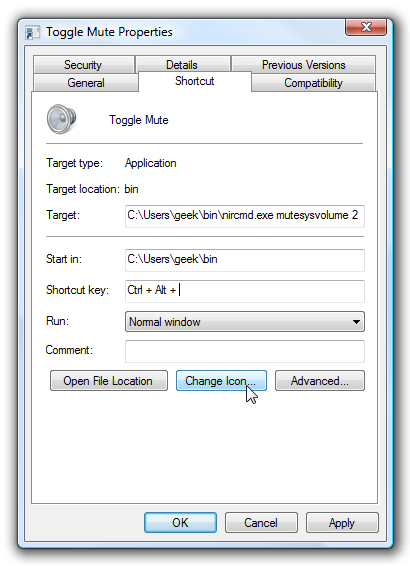 Toggle Mute Properties
Security Details Previous Versions
General Shortcut Compatibility
Toggle Mute
Target type: Application
Target location: bin
Target: C:\Users\geek\bin\nircmd.exe mutesysvolume 2
Start in: C:\Users\geek\bin
Shortcut key: Ctrl + Alt +
Run: Normal window
Comment:
Open File Location Change Icon... Advanced...
OK Cancel Apply